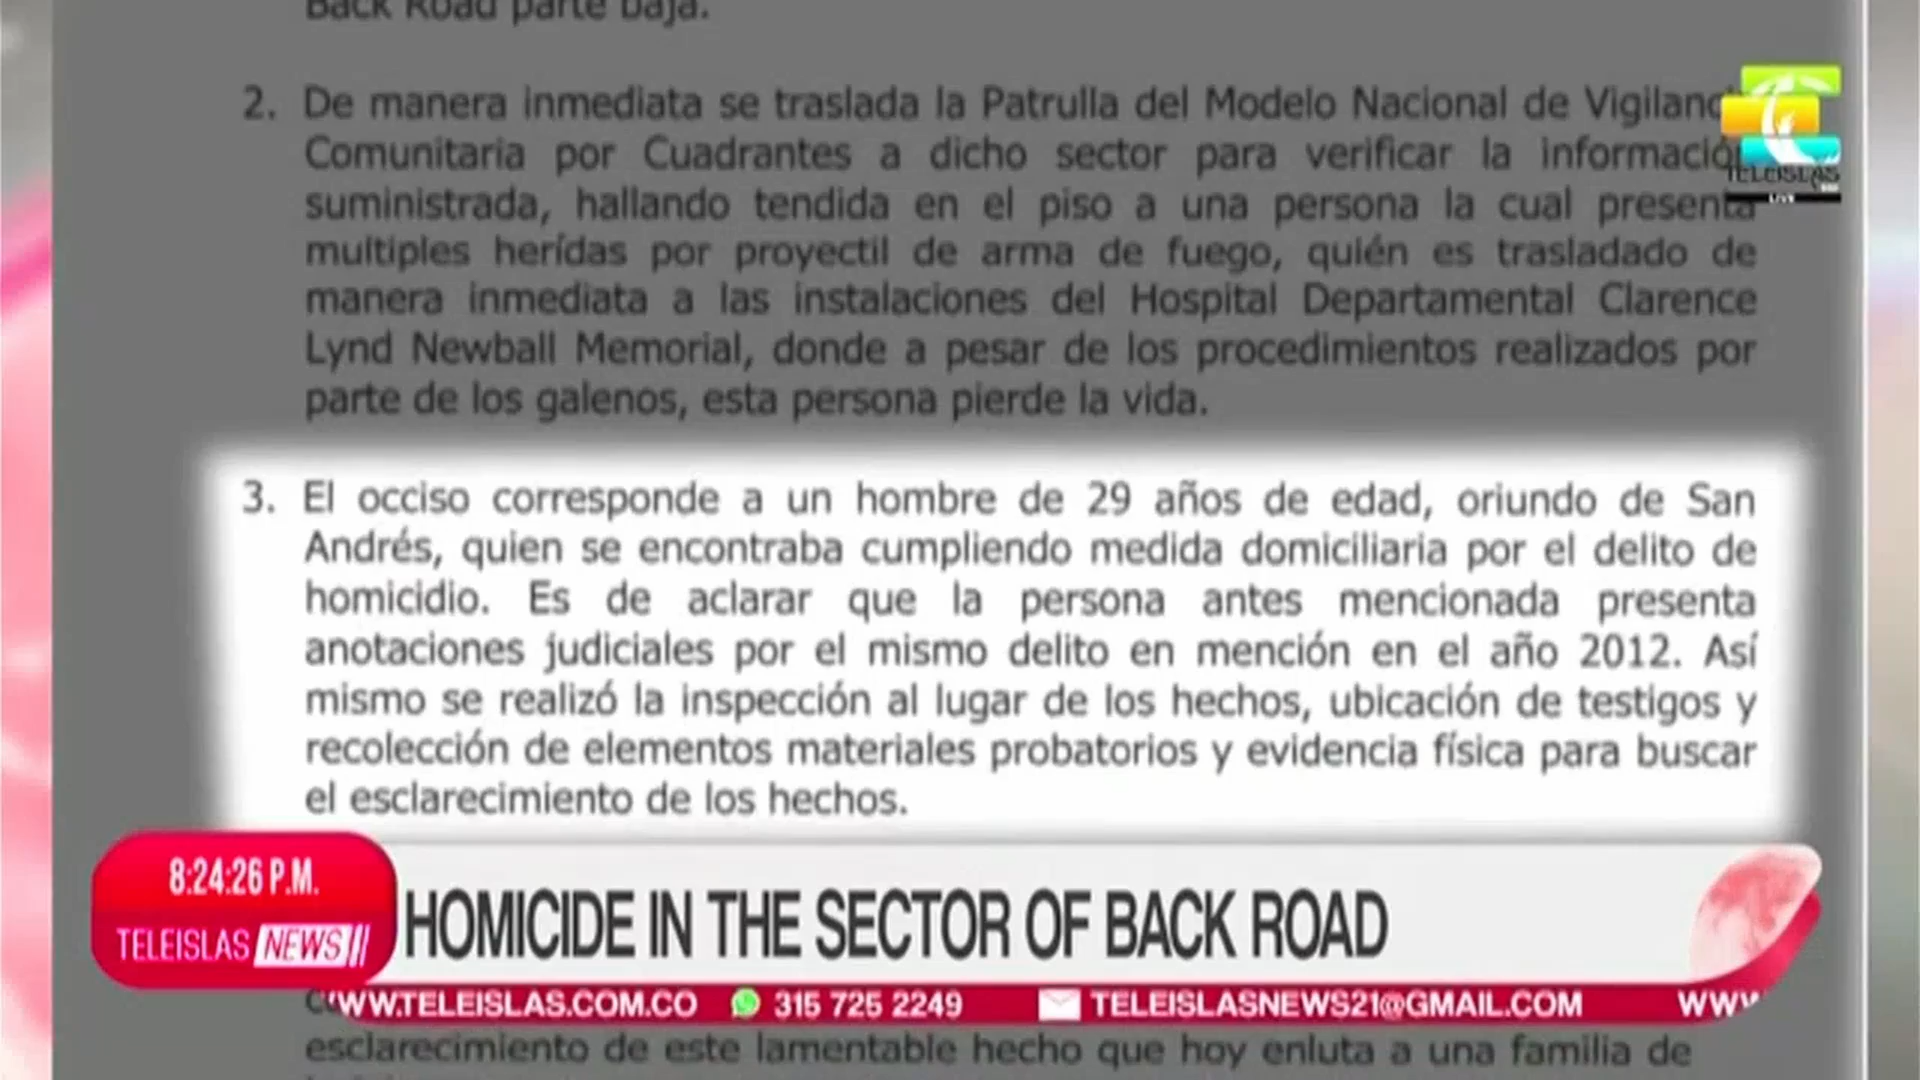 Back Road parte baja.
2. De manera inmediata se traslada la Patrulla del Modelo Nacional de
Comunitaria por Cuadrantes a dicho sector para verificar la informació
suministrada, hallando tendida en el piso a una persona la cual presenta
multiples herídas por proyectil de arma de fuego, quién es trasladado de
manera inmediata a las instalaciones del Hospital Departamental Clarence
Lynd Newball Memorial, donde a pesar de los procedimientos realizados por
parte de los galenos, esta persona pierde la vida.
3. El occiso corresponde a un hombre de 29 años de edad, oriundo de San
Andrés, quien se encontraba cumpliendo medida domiciliaria por el delito de
homicidio. Es de aclarar que la persona antes mencionada presenta
anotaciones judiciales por el mismo delito en mención en el año 2012. Así
mismo se realizó la inspección al lugar de los hechos, ubicación de testigos y
recolección de elementos materiales probatorios y evidencia física para buscar
el esclarecimiento de los hechos.
TELEISLAS
LIVE
8:24:26 P.M.
TELEISLAS NEWS
HOMICIDE IN THE SECTOR OF BACK ROAD
WW.TELEISLAS.COM.CO 315 725 2249 TELEISLASNEWS21@GMAIL.COM WWW
esclarecimiento de este lamentable hecho que hoy enluta a una familia de